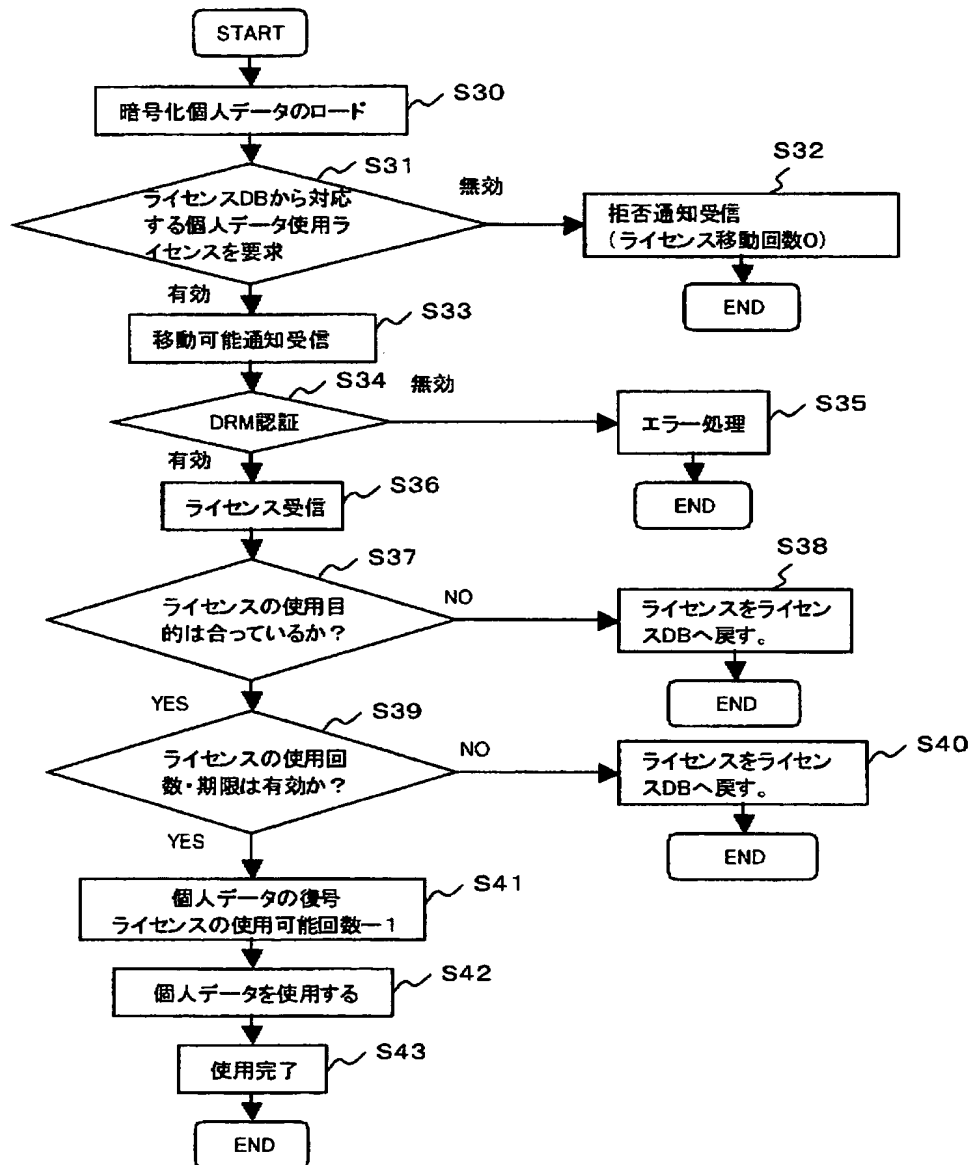 START
S30
暗号化個人データのロード
S31
ライセンスDBから対応
する個人データ使用ラ
イセンスを要求
無効
S32
拒否通知受信
（ライセンス移動回数0）
END
有効
S33
移動可能通知受信
S34
無効
DRM認証
S35
エラー処理
END
有効
S36
ライセンス受信
S37
ライセンスの使用目
的は合っているか？
NO
S38
ライセンスをライセン
スDBへ戻す。
END
YES
S39
ライセンスの使用回
数・期限は有効か？
NO
S40
ライセンスをライセン
スDBへ戻す。
END
YES
S41
個人データの復号
ライセンスの使用可能回数－1
S42
個人データを使用する
S43
使用完了
END